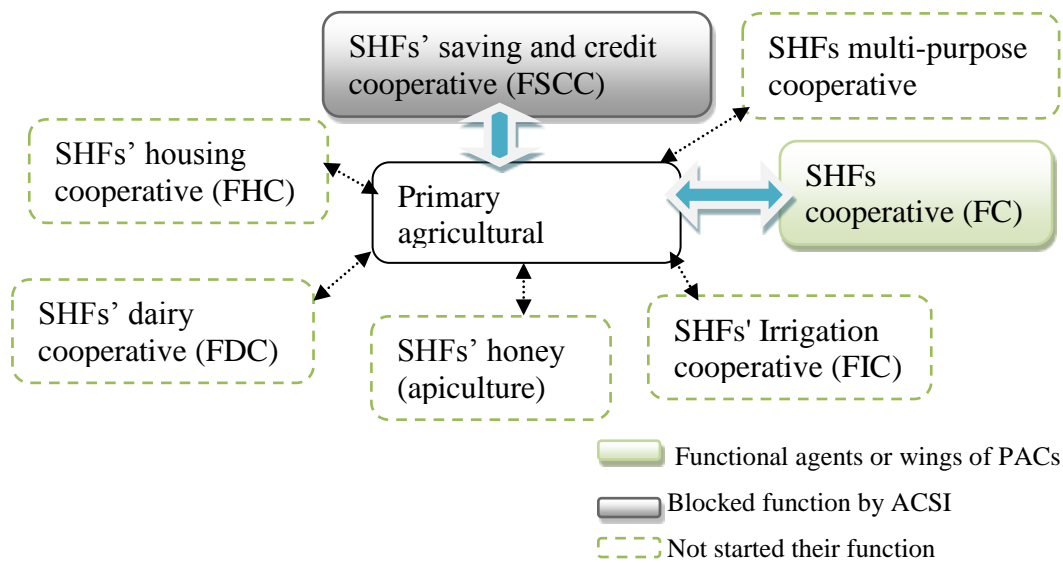 SHFs’ saving and credit
cooperative (FSCC)
SHFs multi-purpose
cooperative
SHFs’ housing
cooperative (FHC)
Primary
agricultural
SHFs
cooperative (FC)
SHFs’ dairy
cooperative (FDC)
SHFs’ honey
(apiculture)
SHFs' Irrigation
cooperative (FIC)
Functional agents or wings of PACs
Blocked function by ACSI
Not started their function